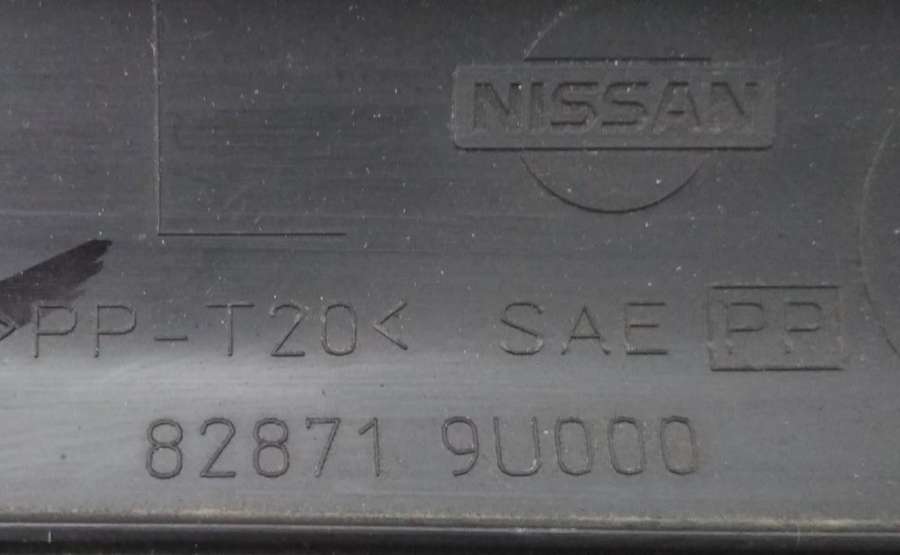 NISSAN
>PP-T20< SAE PP
82871 9U000